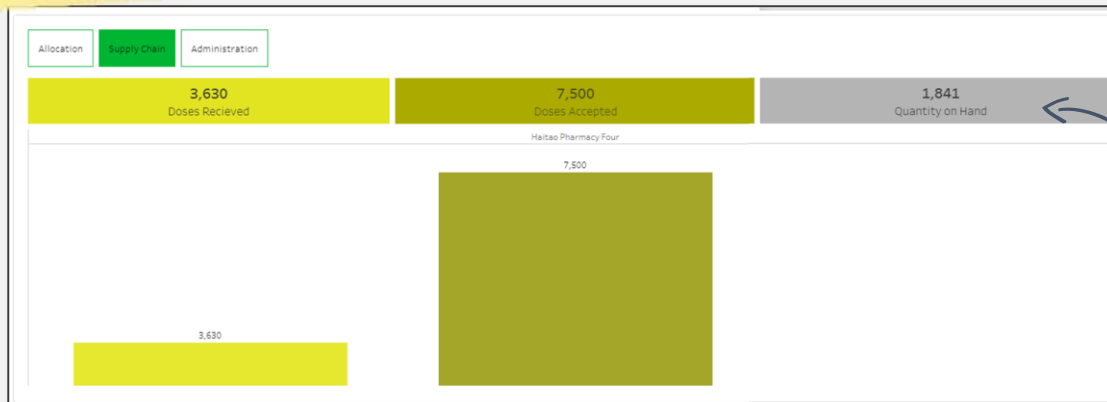 Allocation
Supply Chain
Administration
3,630
Doses Recieved
7,500
Doses Accepted
1,841
Quantity on Hand
Haitao Pharmacy Four
7,500
3,630